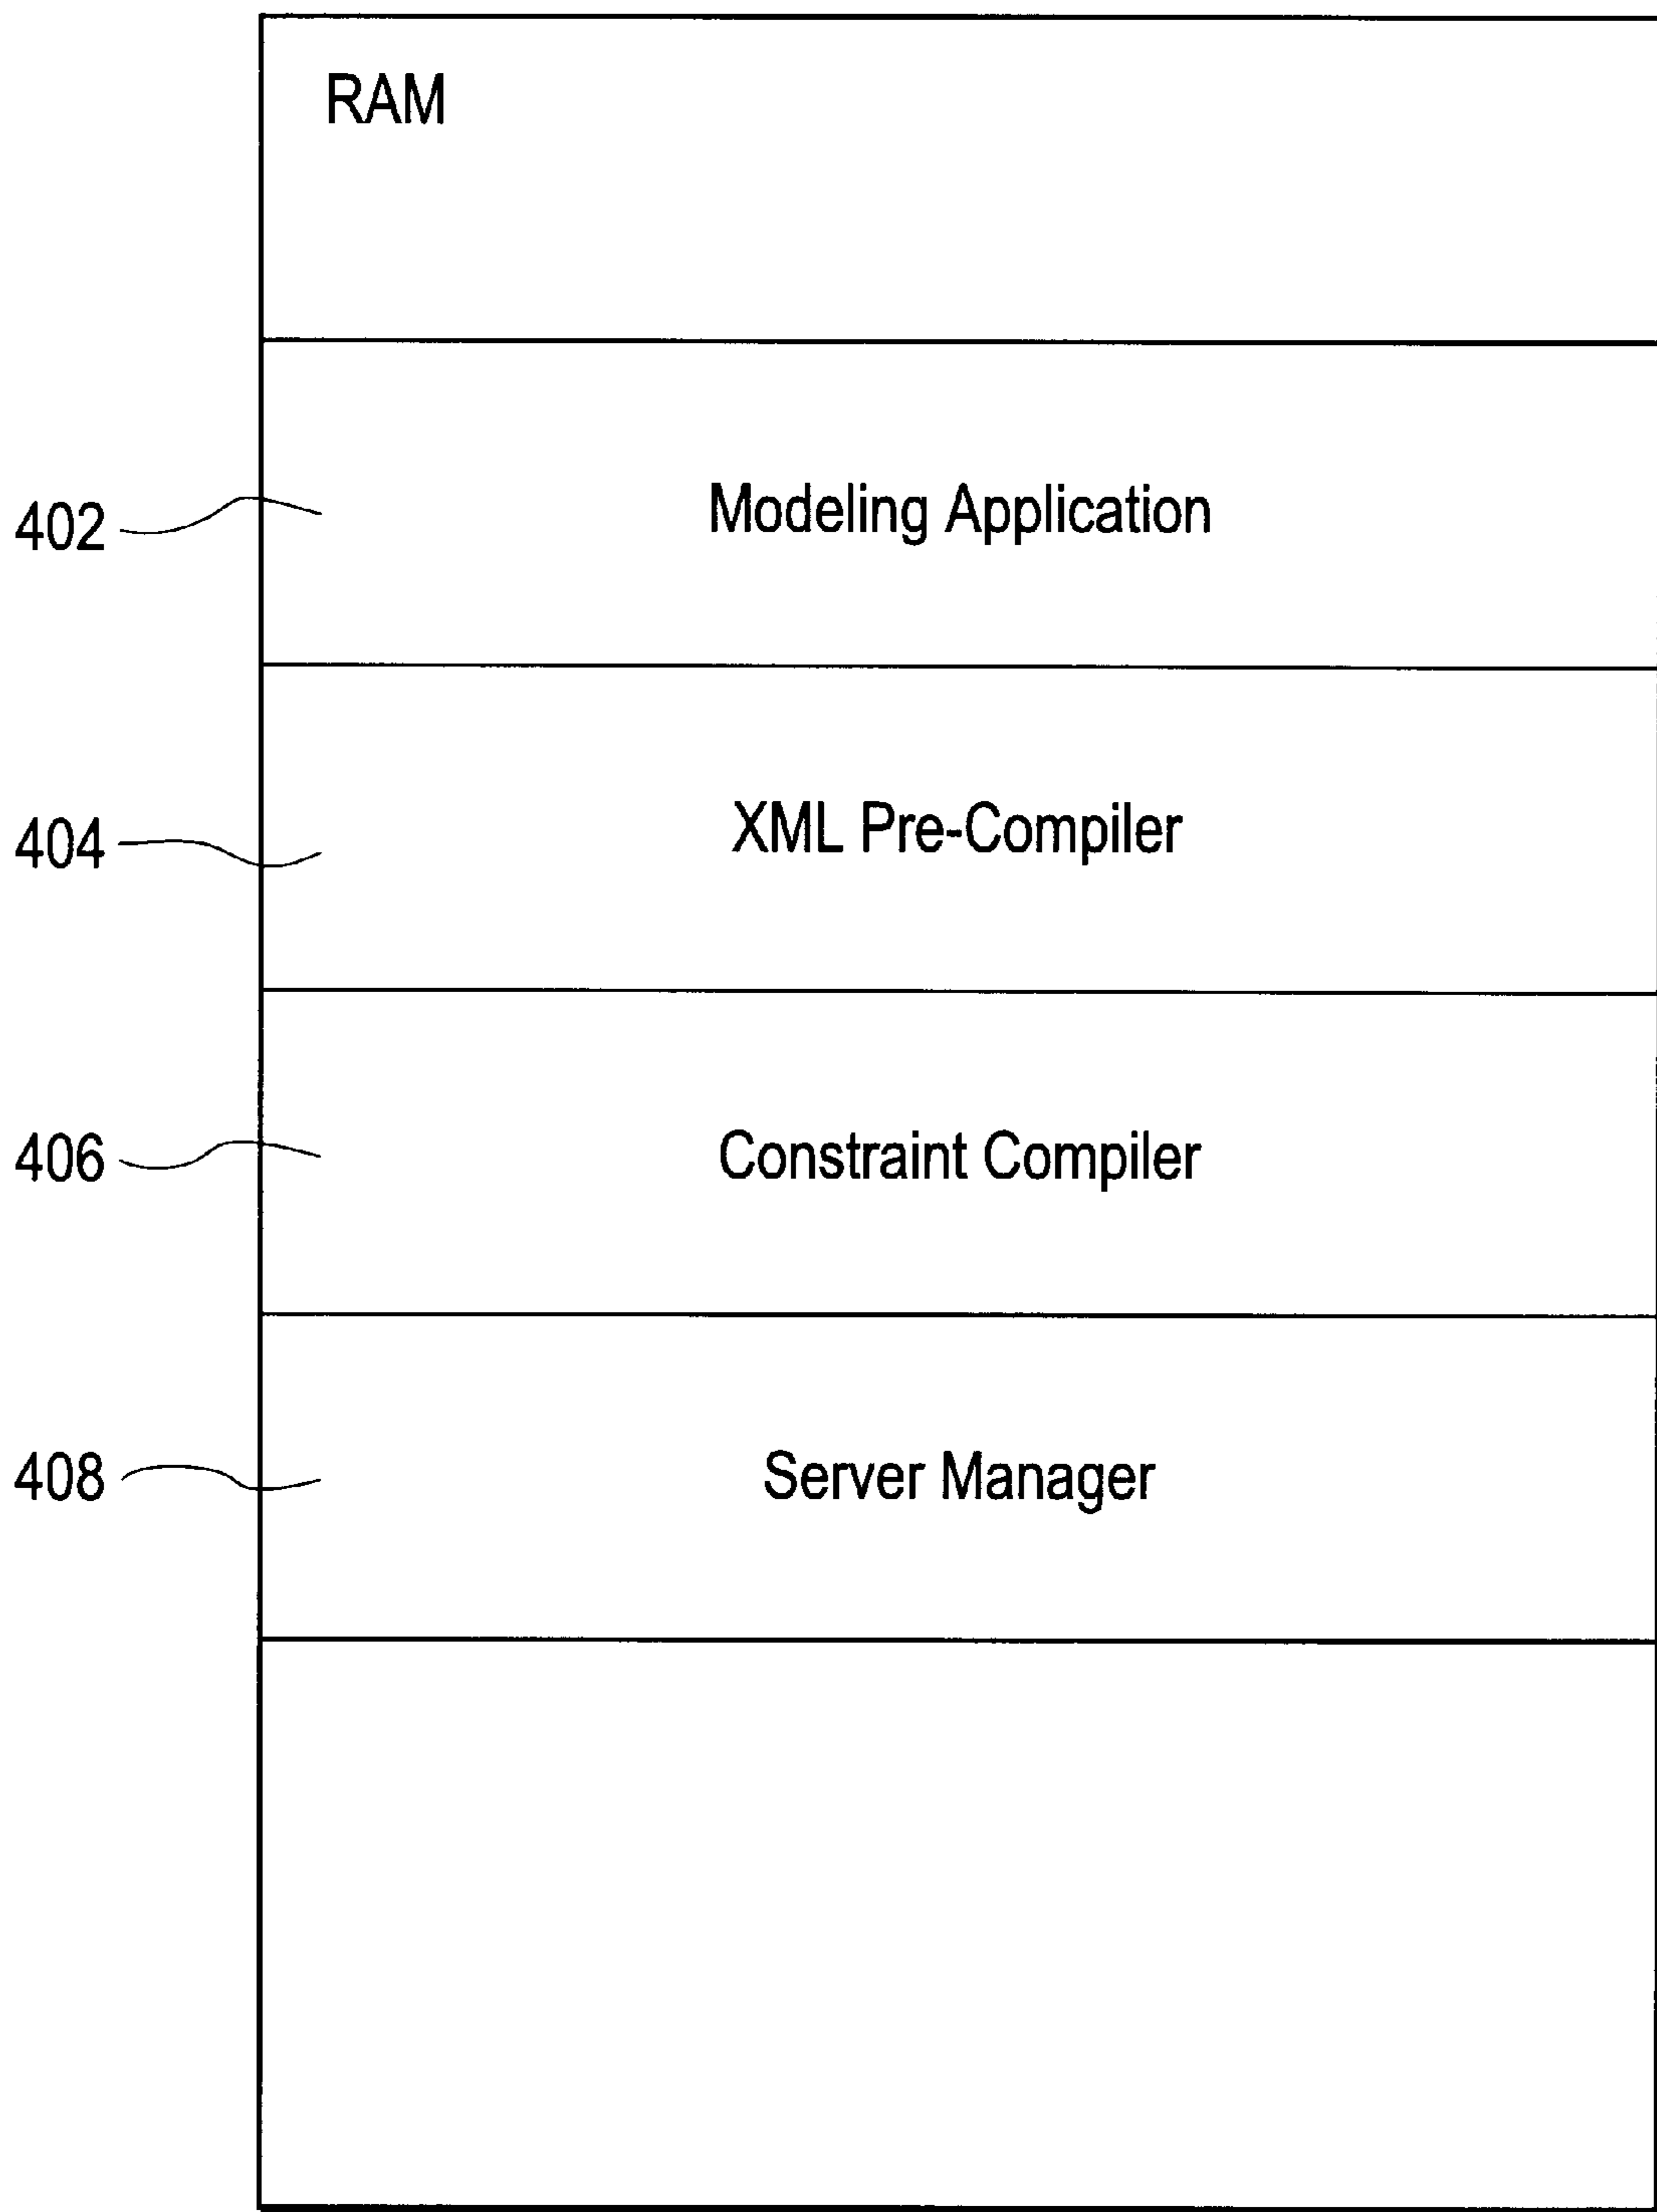 RAM
402 Modeling Application
404 XML Pre-Compiler
406 Constraint Compiler
408 Server Manager